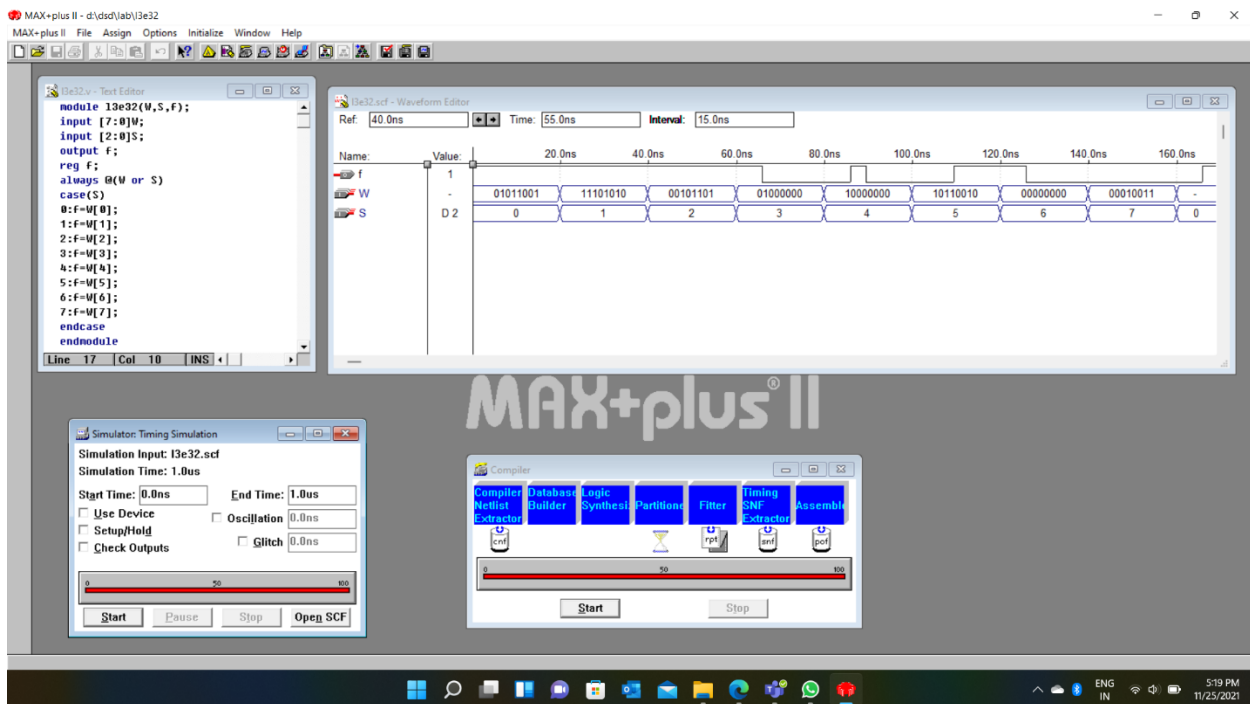 MAX+plus II - d:\dsd\lab\l3e32
MAX+plus II File Assign Options Initialize Window Help
l3e32.v - Text Editor
module l3e32(W,S,f);
input [7:0]W;
input [2:0]S;
output f;
reg f;
always @(W or S)
case(S)
0:f=W[0];
1:f=W[1];
2:f=W[2];
3:f=W[3];
4:f=W[4];
5:f=W[5];
6:f=W[6];
7:f=W[7];
endcase
endmodule
Line 17 Col 10 INS
l3e32.scf - Waveform Editor
Ref: 40.0ns Time: 55.0ns Interval: 15.0ns
Name: Value: 20.0ns 40.0ns 60.0ns 80.0ns 100.0ns 120.0ns 140.0ns 160.0ns
f 1
W - 01011001 11101010 00101101 01000000 10000000 10110010 00000000 00010011 -
S D 2 0 1 2 3 4 5 6 7 0
MAX+plus® II
Simulator: Timing Simulation
Simulation Input: l3e32.scf
Simulation Time: 1.0us
Start Time: 0.0ns End Time: 1.0us
Use Device
Oscillation 0.0ns
Setup/Hold
Glitch 0.0ns
Check Outputs
0 50 100
Start Pause Stop Open SCF
Compiler
Compiler Database Logic Timing
Netlist Builder Synthesi: Partitione Fitter SNF Assemble
Extractor Extractor
cnf rpt snf pof
0 50 100
Start Stop
ENG 5:19 PM
IN 11/25/2021